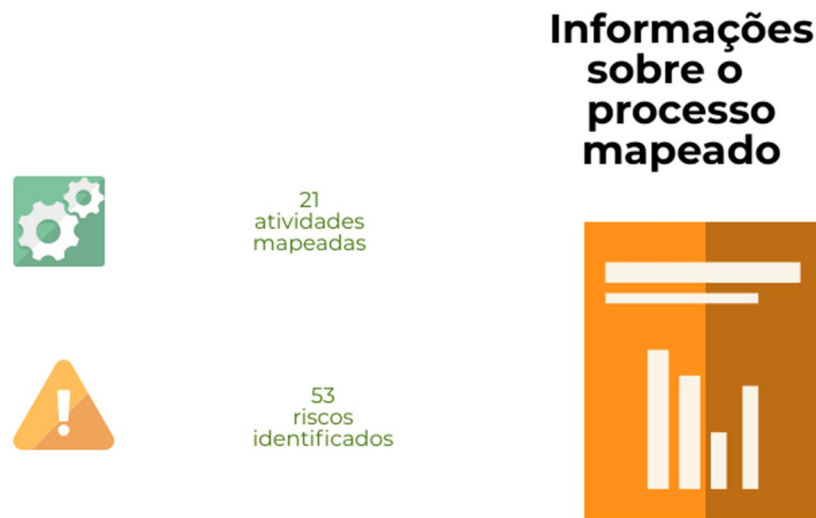 Informações
sobre o
processo
mapeado
21
atividades
mapeadas
53
riscos
identificados